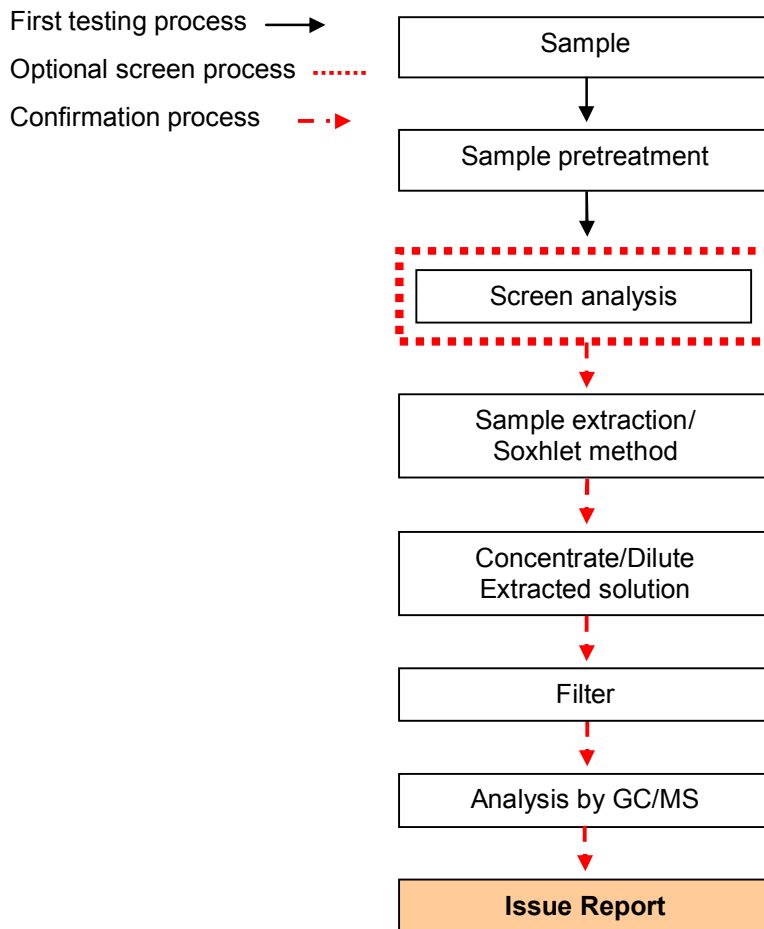 First testing process
Optional screen process
Confirmation process
Sample
Sample pretreatment
Screen analysis
Sample extraction/
Soxhlet method
Concentrate/Dilute
Extracted solution
Filter
Analysis by GC/MS
Issue Report